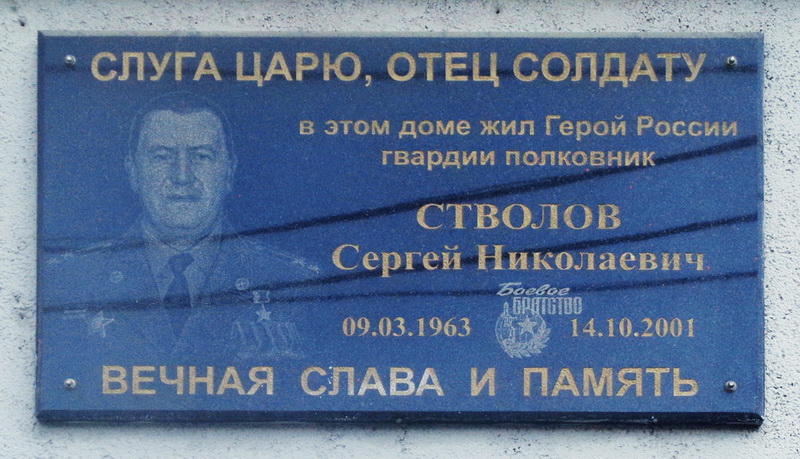 СЛУГА ЦАРЮ, ОТЕЦ СОЛДАТУ
в этом доме жил Герой России
гвардии полковник
СТВОЛОВ
Сергей Николаевич
Боевое
БРАТСТВО
09.03.1963 14.10.2001
ВЕЧНАЯ СЛАВА И ПАМЯТЬ